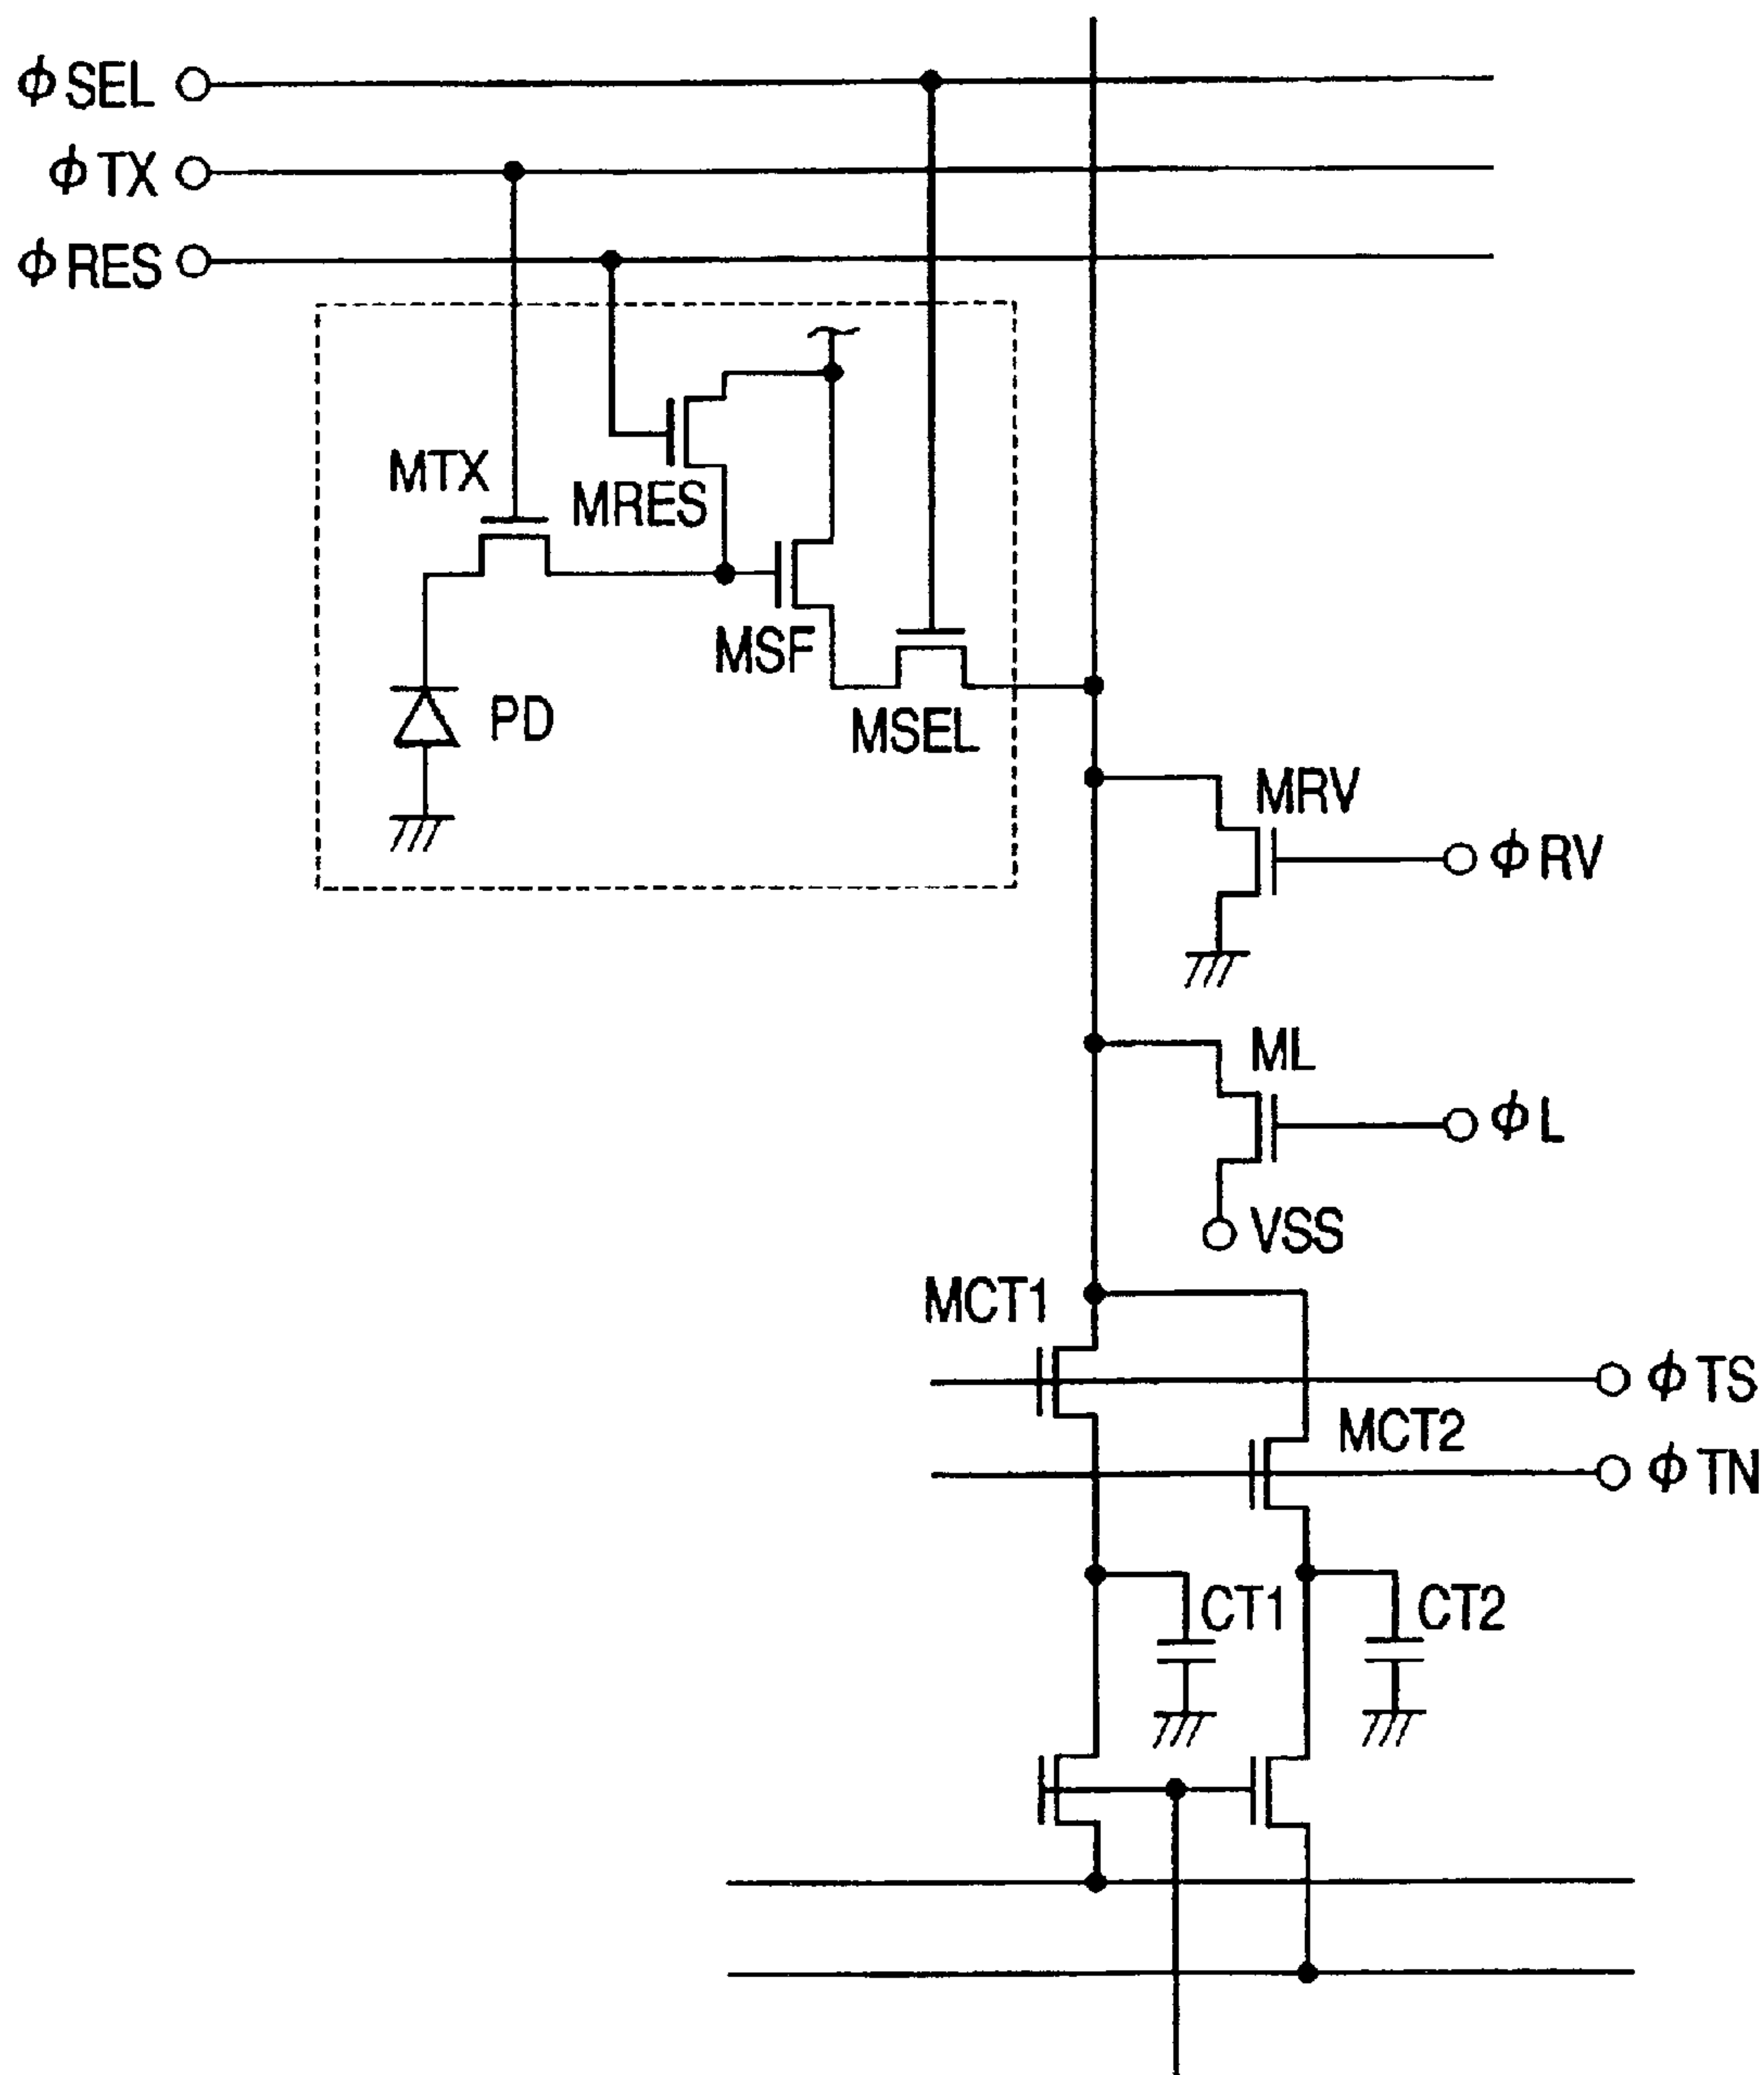 ϕSEL
ϕTX
ϕRES
MTX
MRES
MSF
PD
MSEL
MRV
ϕRV
ML
ϕL
VSS
MCT1
ϕTS
MCT2
ϕTN
CT1
CT2